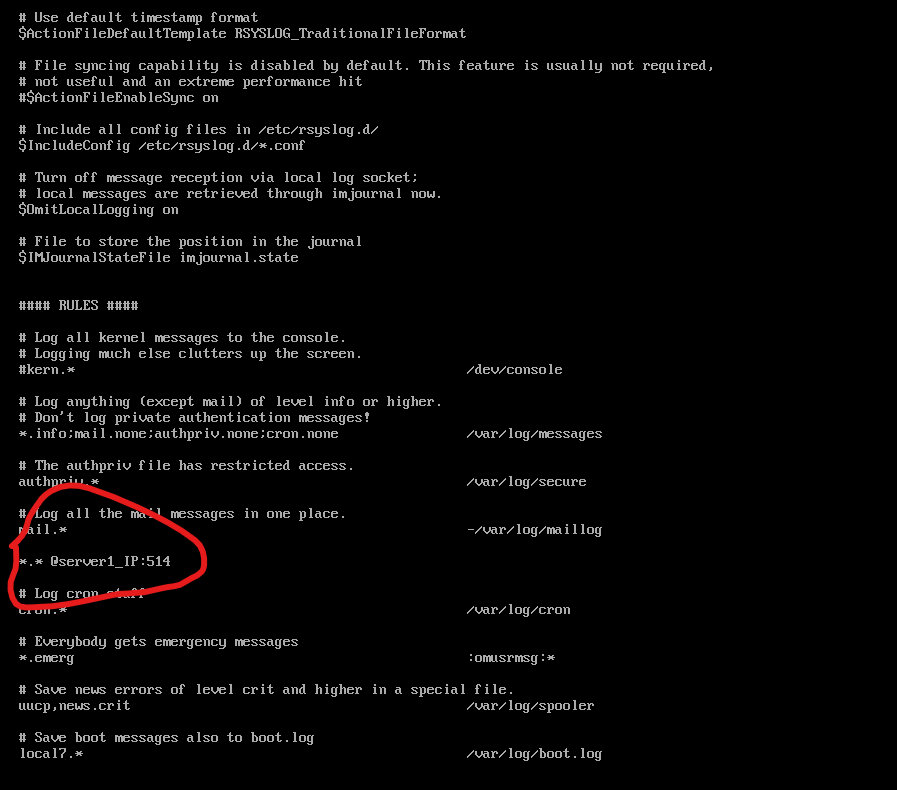 # Use default timestamp format
$ActionFileDefaultTemplate RSYSLOG_TraditionalFileFormat
# File syncing capability is disabled by default. This feature is usually not required,
# not useful and an extreme performance hit
#$ActionFileEnableSync on
# Include all config files in /etc/rsyslog.d/
$IncludeConfig /etc/rsyslog.d/*.conf
# Turn off message reception via local log socket;
# local messages are retrieved through imjournal now.
$OmitLocalLogging on
# File to store the position in the journal
$IMJournalStateFile imjournal.state
#### RULES ####
# Log all kernel messages to the console.
# Logging much else clutters up the screen.
#kern.* /dev/console
# Log anything (except mail) of level info or higher.
# Don't log private authentication messages!
*.info;mail.none;authpriv.none;cron.none /var/log/messages
# The authpriv file has restricted access.
authpriv.* /var/log/secure
# Log all the mail messages in one place.
mail.* -/var/log/maillog
*.* @server1_IP:514
# Log cron stuff
cron.* /var/log/cron
# Everybody gets emergency messages
*.emerg :omusrmsg:*
# Save news errors of level crit and higher in a special file.
uucp,news.crit /var/log/spooler
# Save boot messages also to boot.log
local7.* /var/log/boot.log